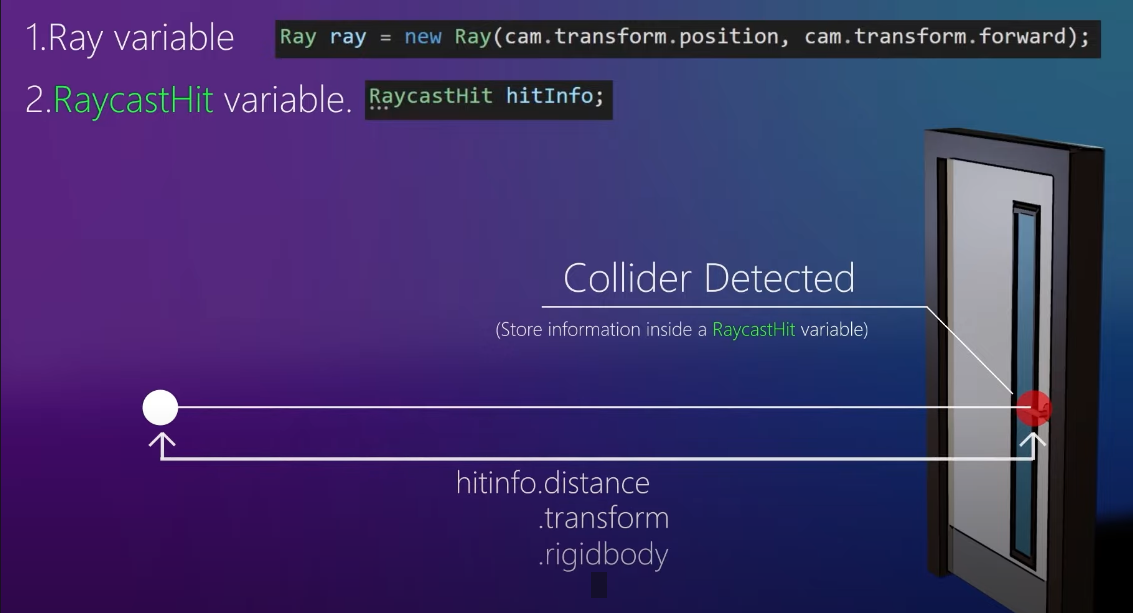 1.Ray variable Ray ray = new Ray(cam.transform.position, cam.transform.forward);
2.RaycastHit variable. RaycastHit hitInfo;
Collider Detected
(Store information inside a RaycastHit variable)
hitinfo.distance
.transform
.rigidbody